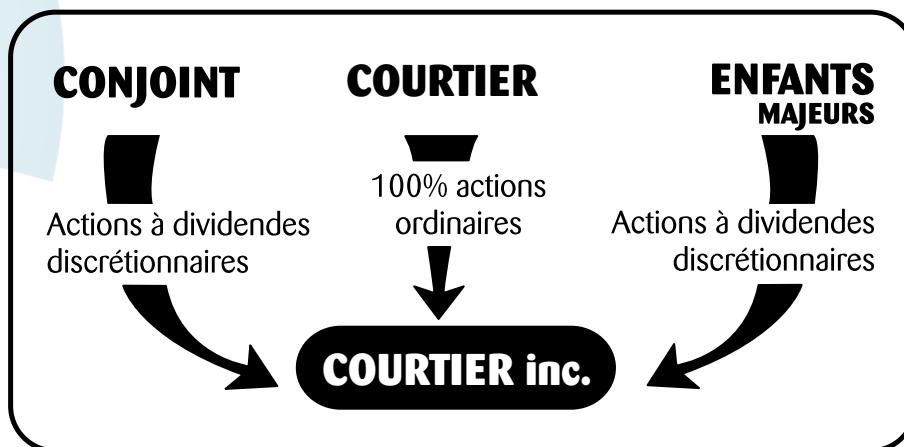 CONJOINT
COURTIER
ENFANTS
MAJEURS
Actions à dividendes
discrétionnaires
100% actions
ordinaires
Actions à dividendes
discrétionnaires
COURTIER inc.